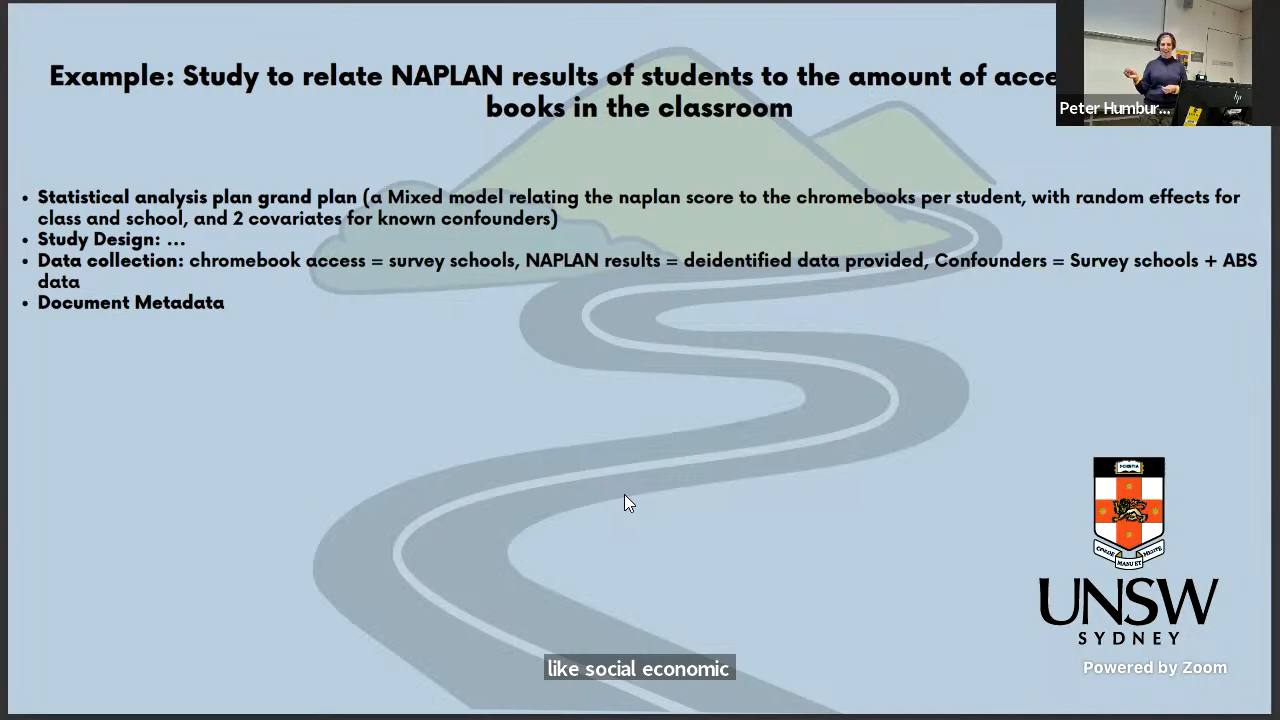 Example: Study to relate NAPLAN results of students to the amount of acce
books in the classroom
Peter Humbur...
• Statistical analysis plan grand plan (a Mixed model relating the naplan score to the chromebooks per student, with random effects for
class and school, and 2 covariates for known confounders)
• Study Design: ...
• Data collection: chromebook access = survey schools, NAPLAN results = deidentified data provided, Confounders = Survey schools + ABS
data
• Document Metadata
SCIENTIA
MANU ET
MENTE
UNSW
SYDNEY
like social economic
Powered by Zoom